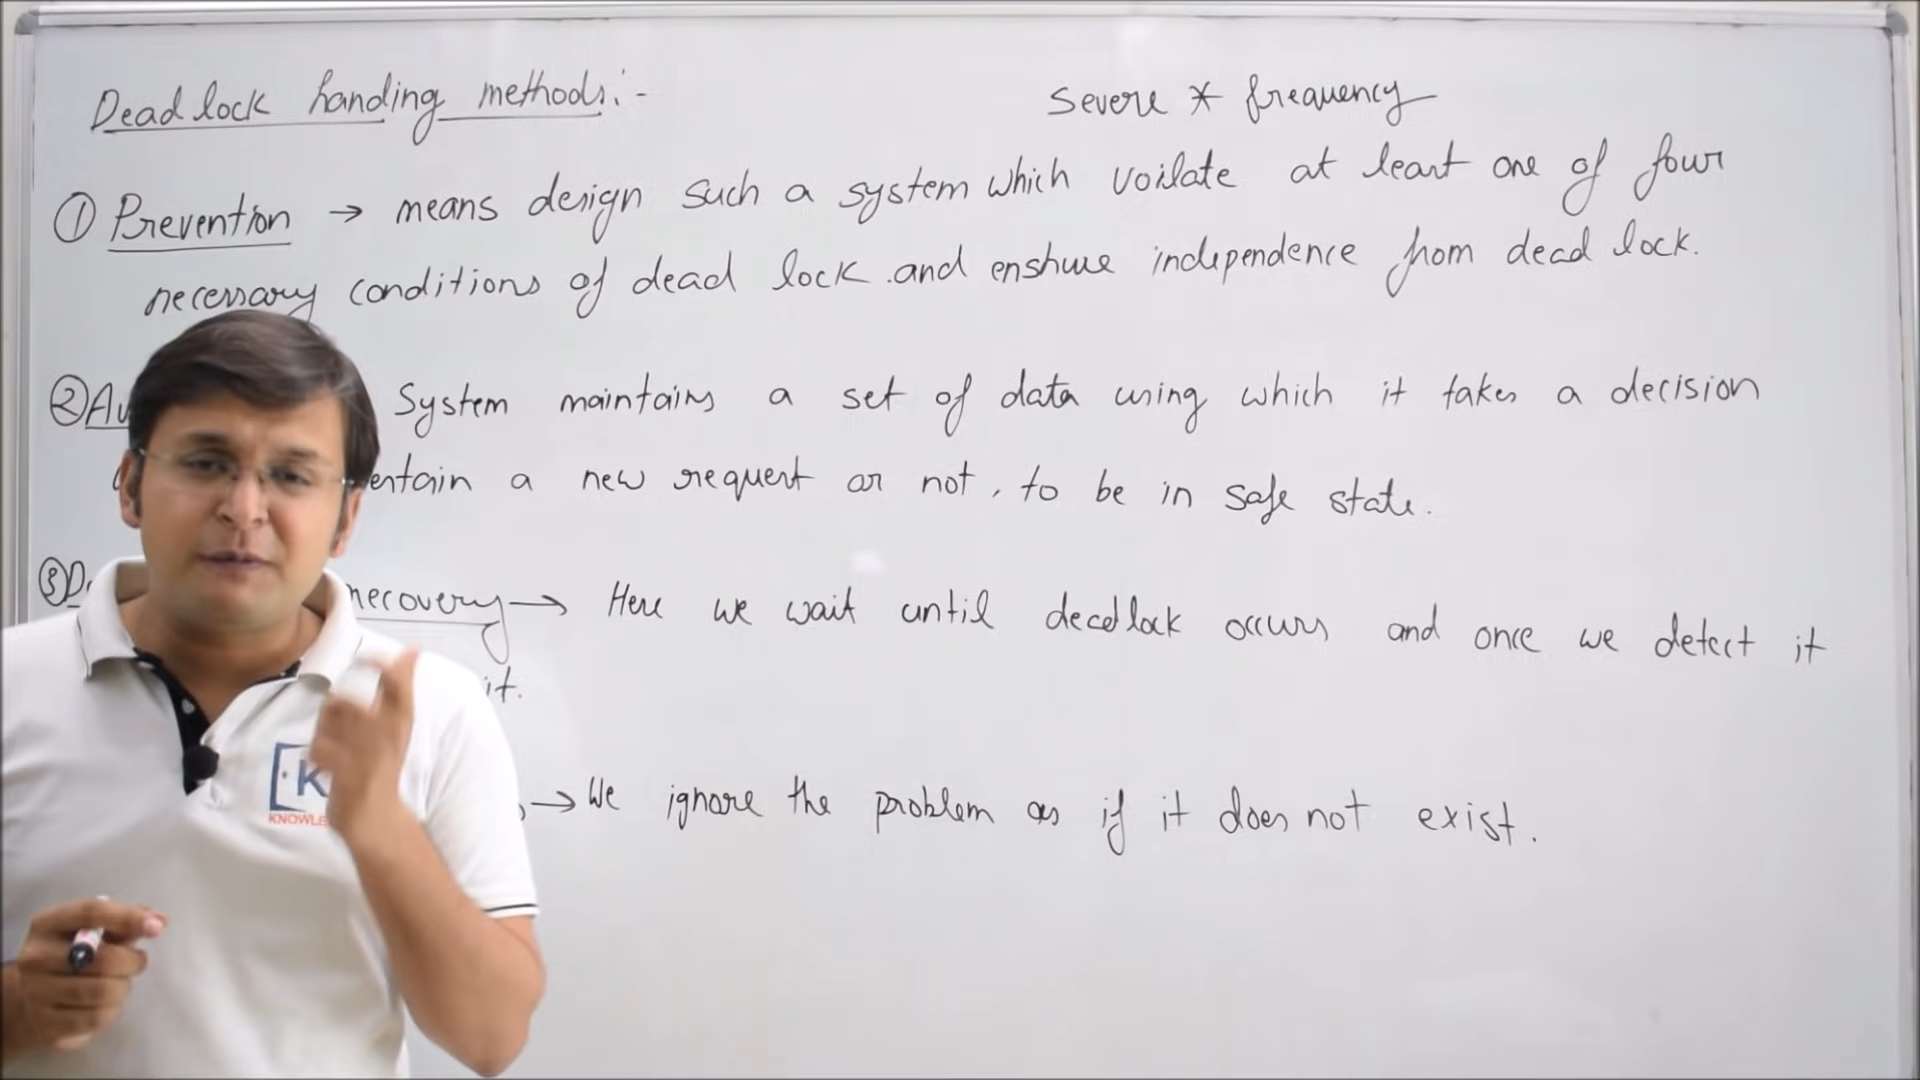 Dead lock handing methods:-
Severe * frequency
① Prevention → means design such a system which voilate at least one of four
necessary conditions of dead lock . and enshure independence from dead lock.
② System maintains a set of data using which it takes a decision
a new request or not, to be in safe state.
③ recovery → Here we wait until deadlock occurs and once we detect it
it.
→ We ignore the problem as if it does not exist.
K